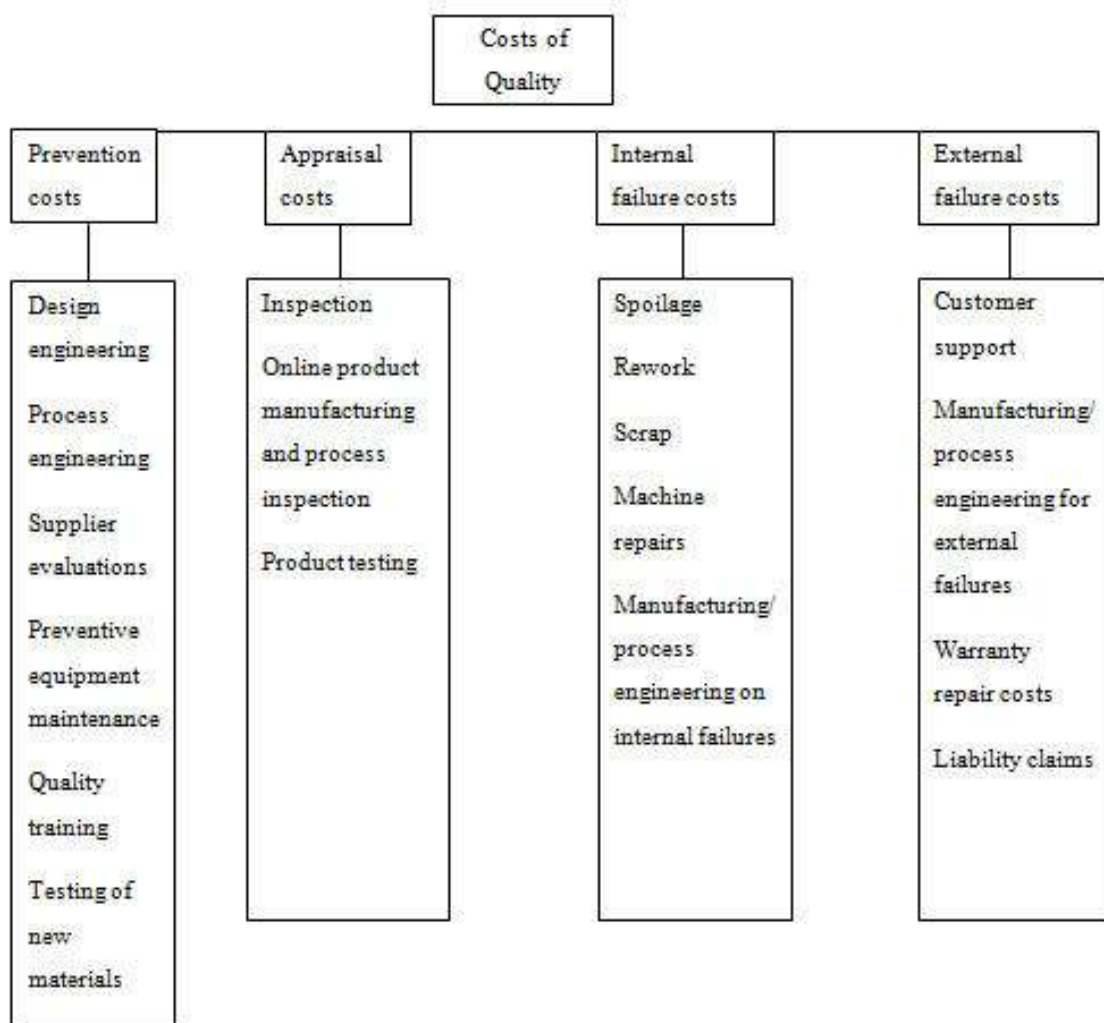 Costs of
Quality
Prevention
costs
Appraisal
costs
Internal
failure costs
External
failure costs
Design
engineering
Process
engineering
Supplier
evaluations
Preventive
equipment
maintenance
Quality
training
Testing of
new
materials
Inspection
Online product
manufacturing
and process
inspection
Product testing
Spoilage
Rework
Scrap
Machine
repairs
Manufacturing/
process
engineering on
internal failures
Customer
support
Manufacturing/
process
engineering for
external
failures
Warranty
repair costs
Liability claims